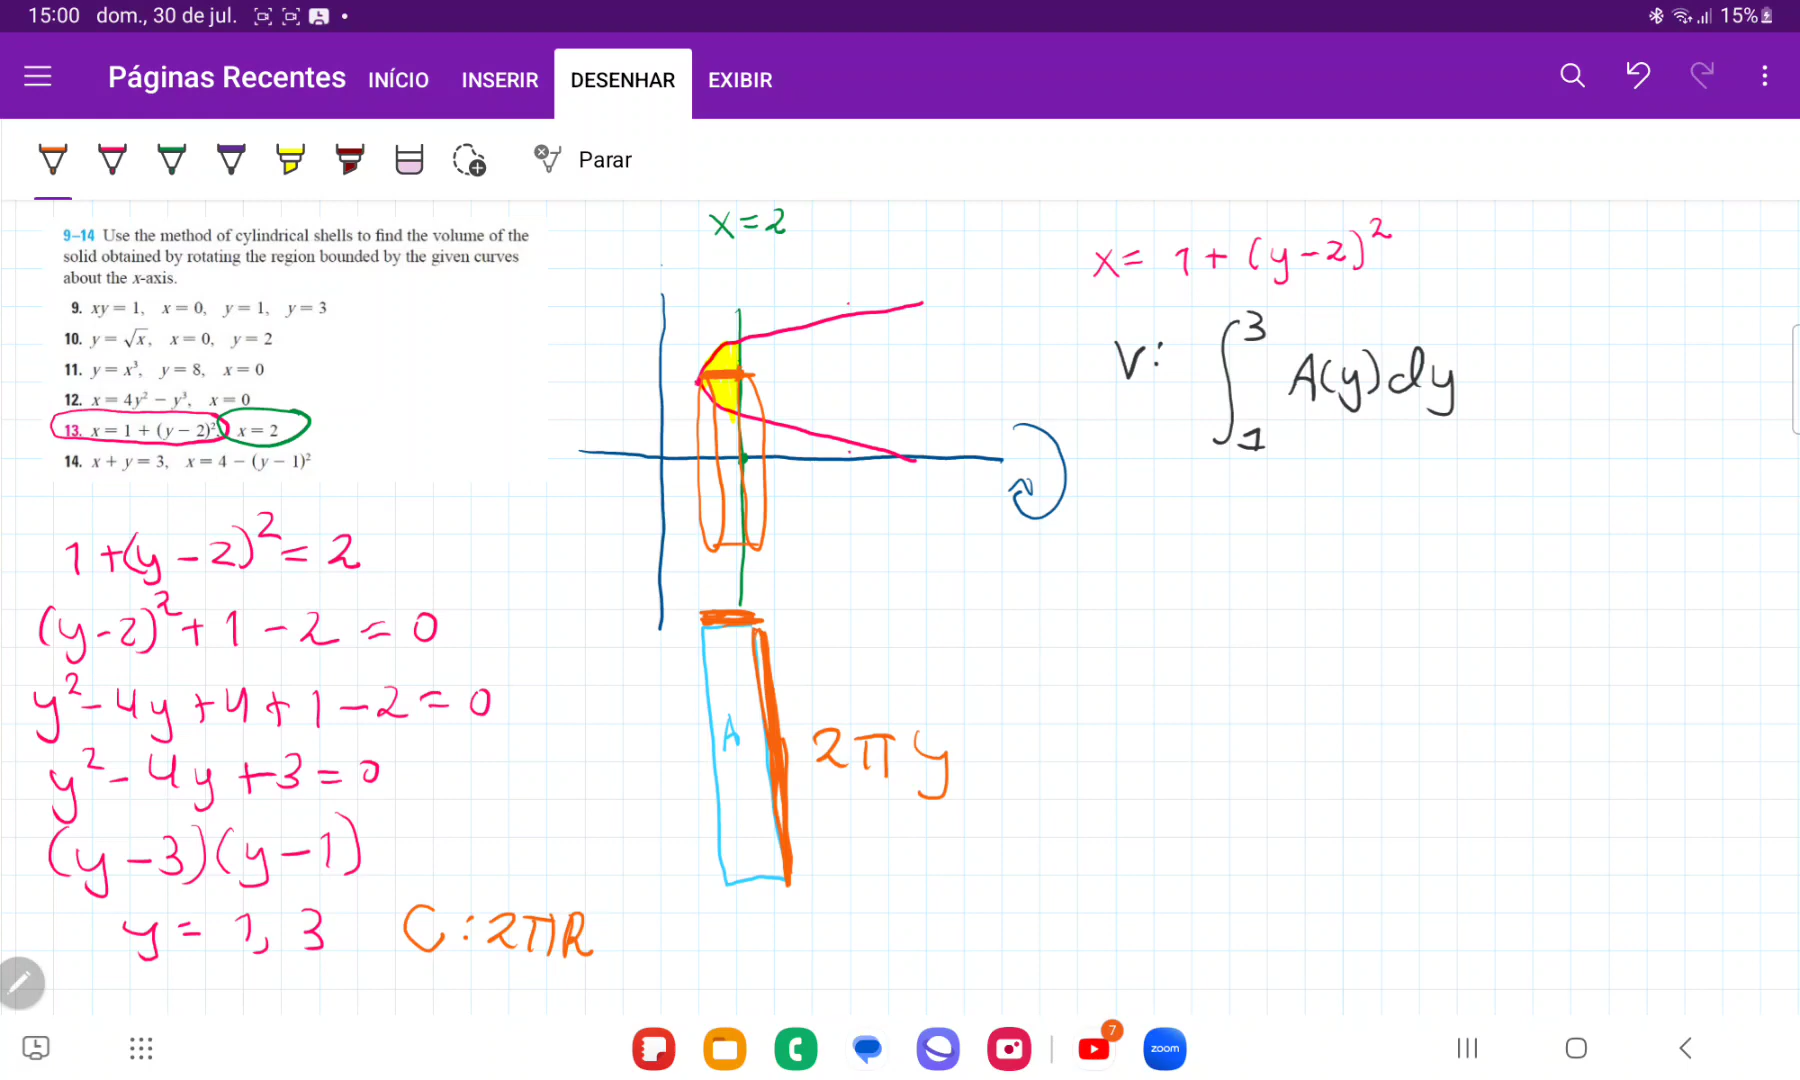 15:00 dom., 30 de jul.
15%
Páginas Recentes INÍCIO INSERIR DESENHAR EXIBIR
Parar
9–14 Use the method of cylindrical shells to find the volume of the
solid obtained by rotating the region bounded by the given curves
about the x-axis.
9. xy = 1, x = 0, y = 1, y = 3
10. y = √x, x = 0, y = 2
11. y = x³, y = 8, x = 0
12. x = 4y² − y³, x = 0
13. x = 1 + (y − 2)², x = 2
14. x + y = 3, x = 4 − (y − 1)²
1 + (y − 2)² = 2
(y − 2)² + 1 − 2 = 0
y² − 4y + 4 + 1 − 2 = 0
y² − 4y + 3 = 0
(y − 3)(y − 1)
y = 1, 3
C : 2πR
x = 2
A
2πy
x = 1 + (y − 2)²
V: ∫₁³ A(y) dy
7
zoom